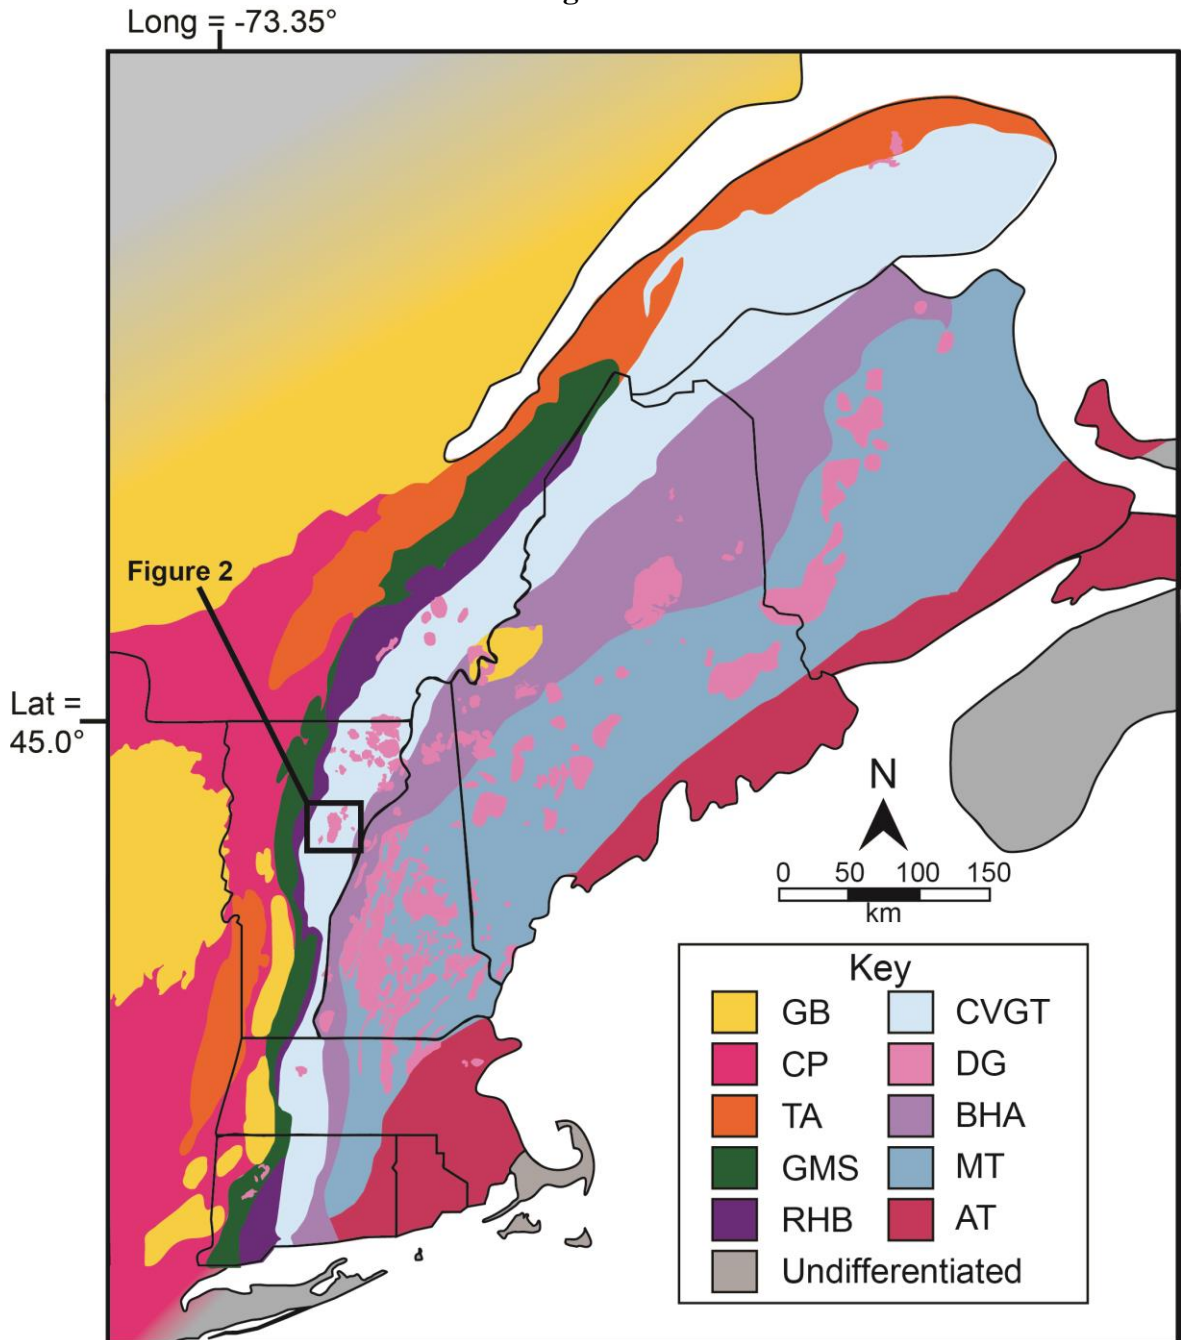 Long = -73.35°
Figure 2
Lat =
45.0°
N
0 50 100 150
km
Key
GB CVGT
CP DG
TA BHA
GMS MT
RHB AT
Undifferentiated